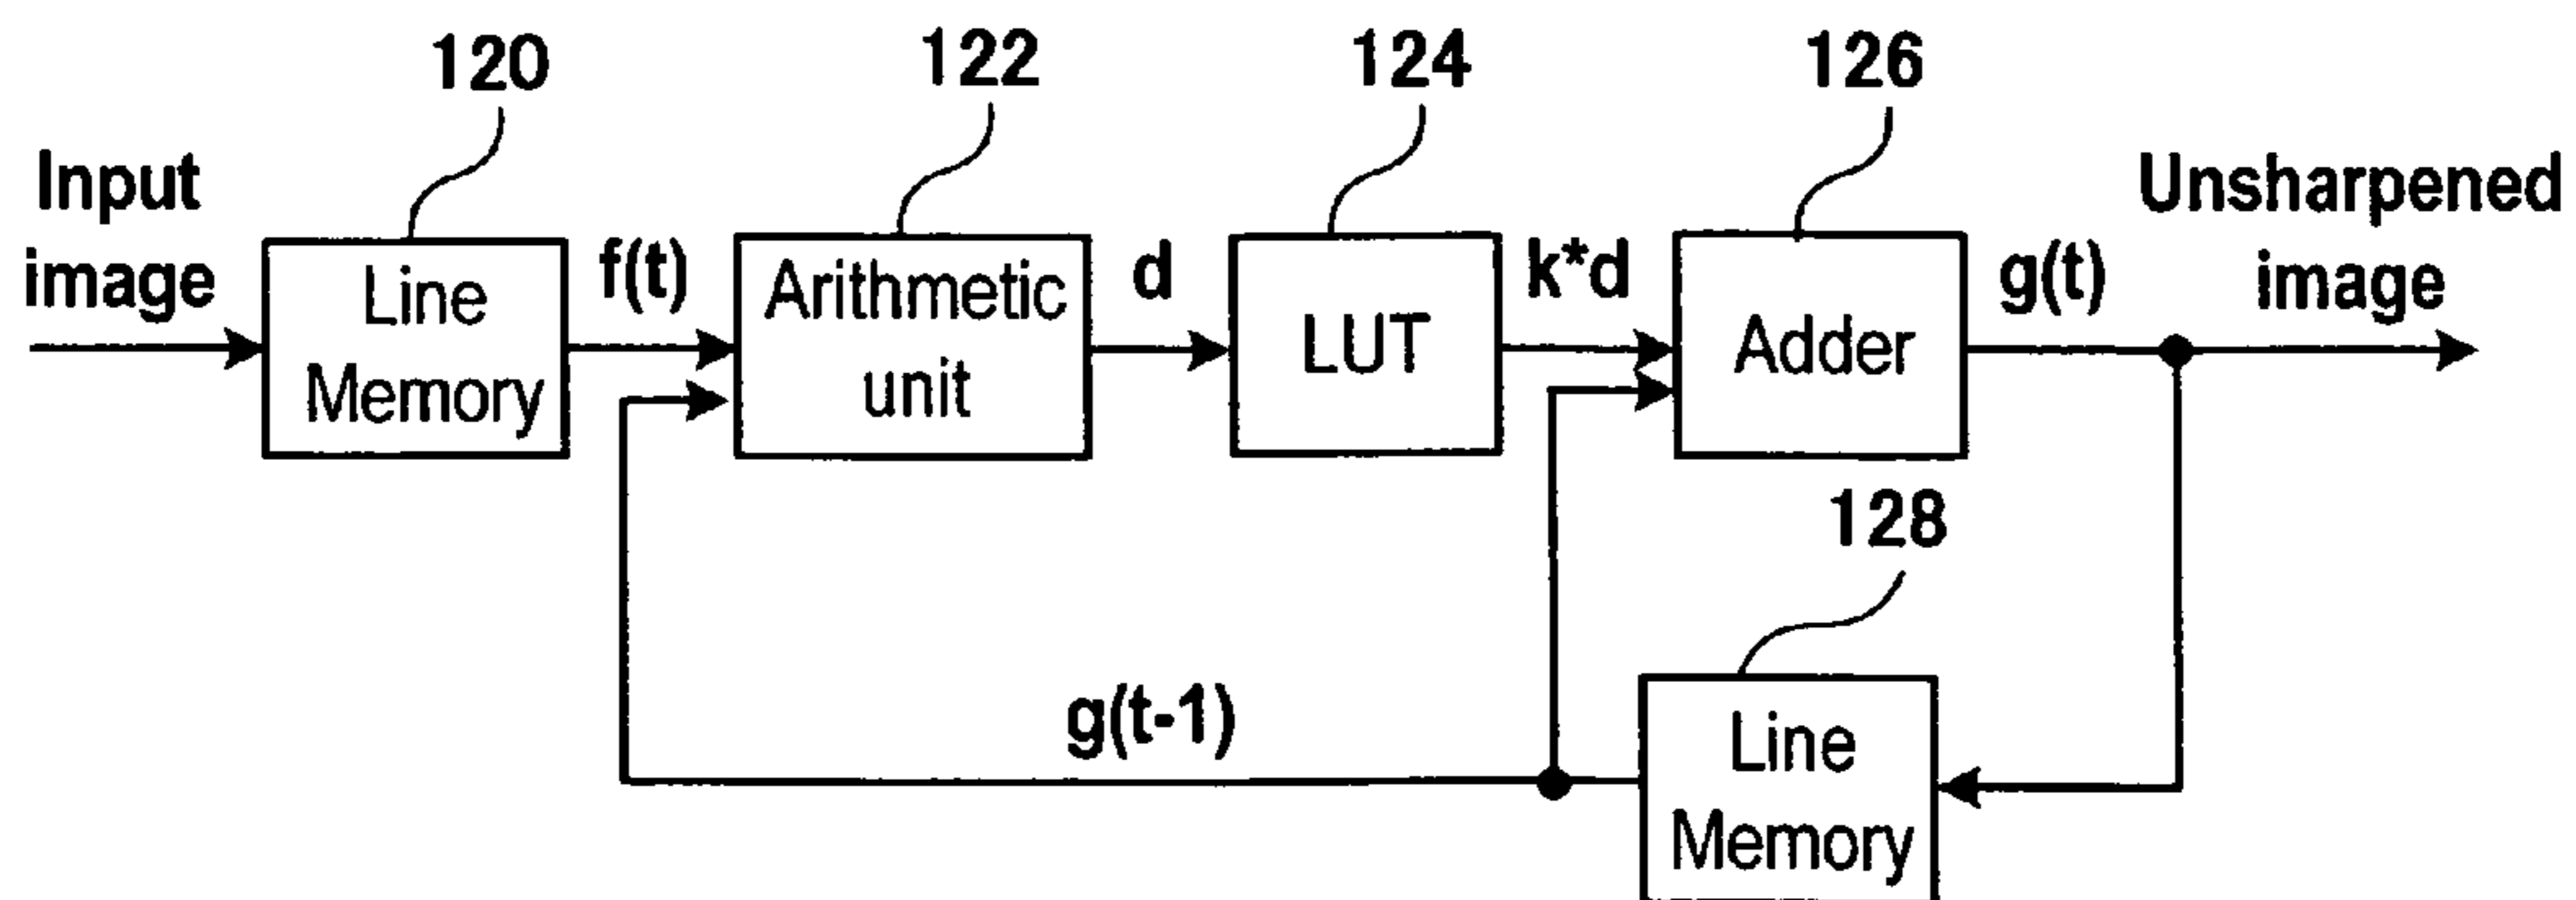 120
122
124
126
Input
image
Line
Memory
f(t)
Arithmetic
unit
d
LUT
k*d
Adder
g(t)
Unsharpened
image
128
g(t-1)
Line
Memory